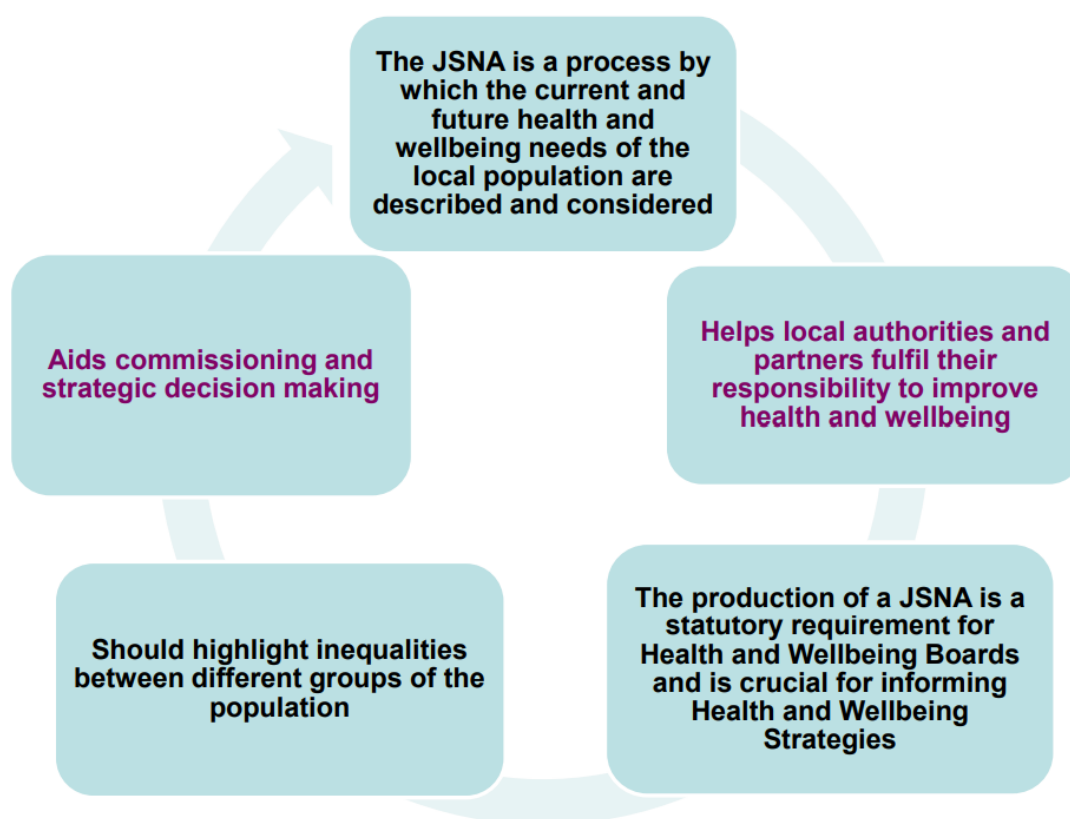 The JSNA is a process by
which the current and
future health and
wellbeing needs of the
local population are
described and considered
Helps local authorities and
partners fulfil their
responsibility to improve
health and wellbeing
The production of a JSNA is a
statutory requirement for
Health and Wellbeing Boards
and is crucial for informing
Health and Wellbeing
Strategies
Should highlight inequalities
between different groups of the
population
Aids commissioning and
strategic decision making